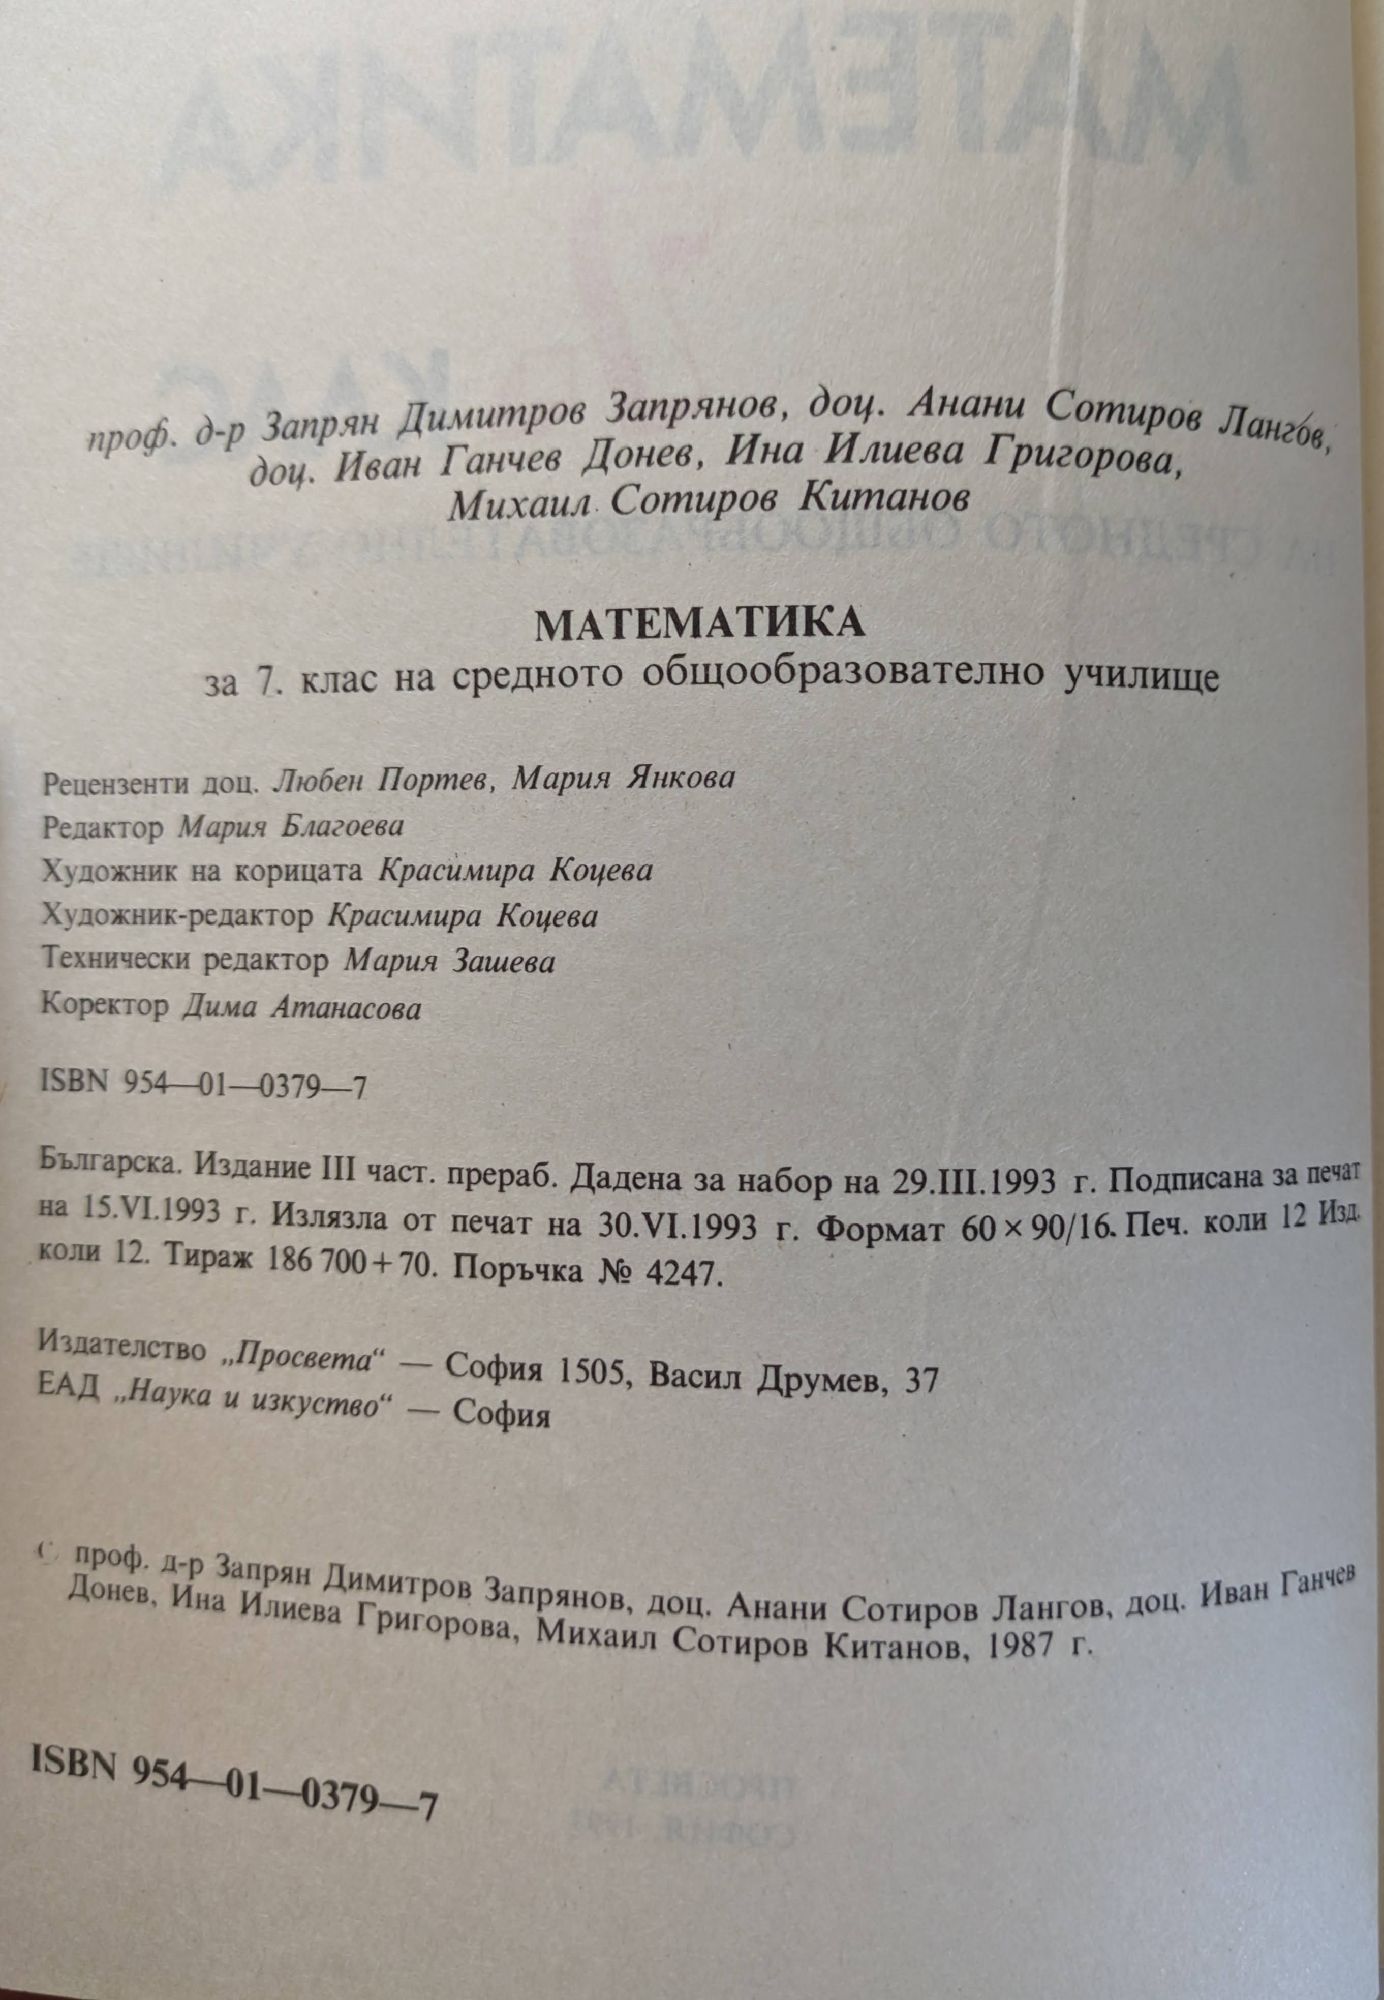 проф. д-р Запрян Димитров Запрянов, доц. Анани Сотиров Лангов,
доц. Иван Ганчев Донев, Ина Илиева Григорова,
Михаил Сотиров Китанов
МАТЕМАТИКА
за 7. клас на средното общообразователно училище
Рецензенти доц. Любен Портев, Мария Янкова
Редактор Мария Благоева
Художник на корицата Красимира Коцева
Художник-редактор Красимира Коцева
Технически редактор Мария Зашева
Коректор Дима Атанасова
ISBN 954—01—0379—7
Българска. Издание III част. прераб. Дадена за набор на 29.III.1993 г. Подписана за печат
на 15.VI.1993 г. Излязла от печат на 30.VI.1993 г. Формат 60×90/16. Печ. коли 12 Изд.
коли 12. Тираж 186 700+70. Поръчка № 4247.
Издателство „Просвета“ — София 1505, Васил Друмев, 37
ЕАД „Наука и изкуство“ — София
© проф. д-р Запрян Димитров Запрянов, доц. Анани Сотиров Лангов, доц. Иван Ганчев
Донев, Ина Илиева Григорова, Михаил Сотиров Китанов, 1987 г.
ISBN 954—01—0379—7